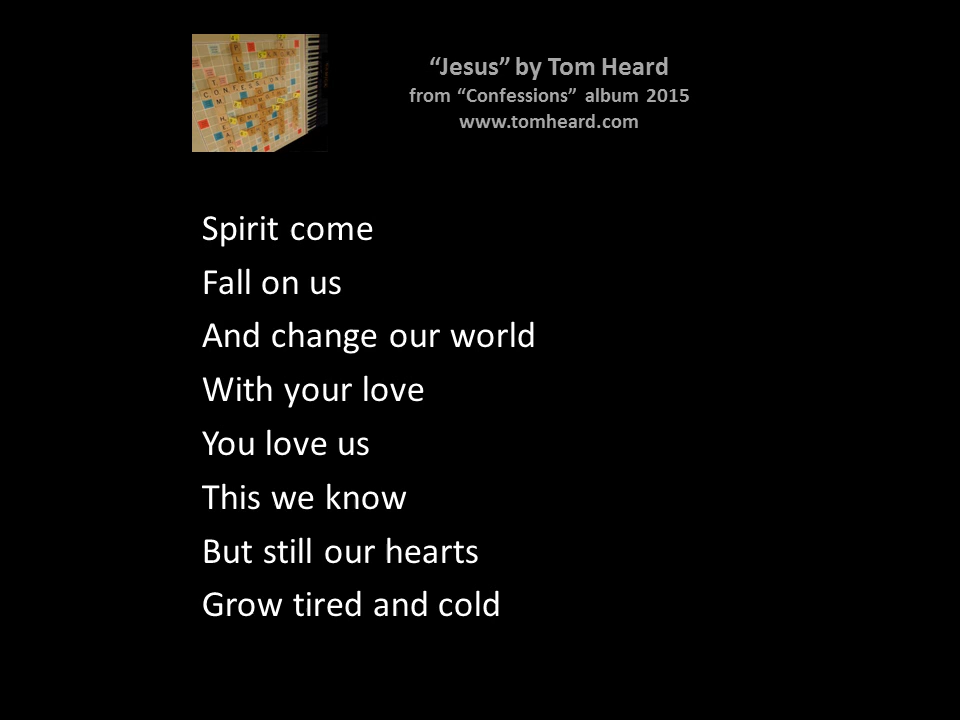 “Jesus” by Tom Heard
from “Confessions” album 2015
www.tomheard.com
CONFESSIONS
Spirit come
Fall on us
And change our world
With your love
You love us
This we know
But still our hearts
Grow tired and cold